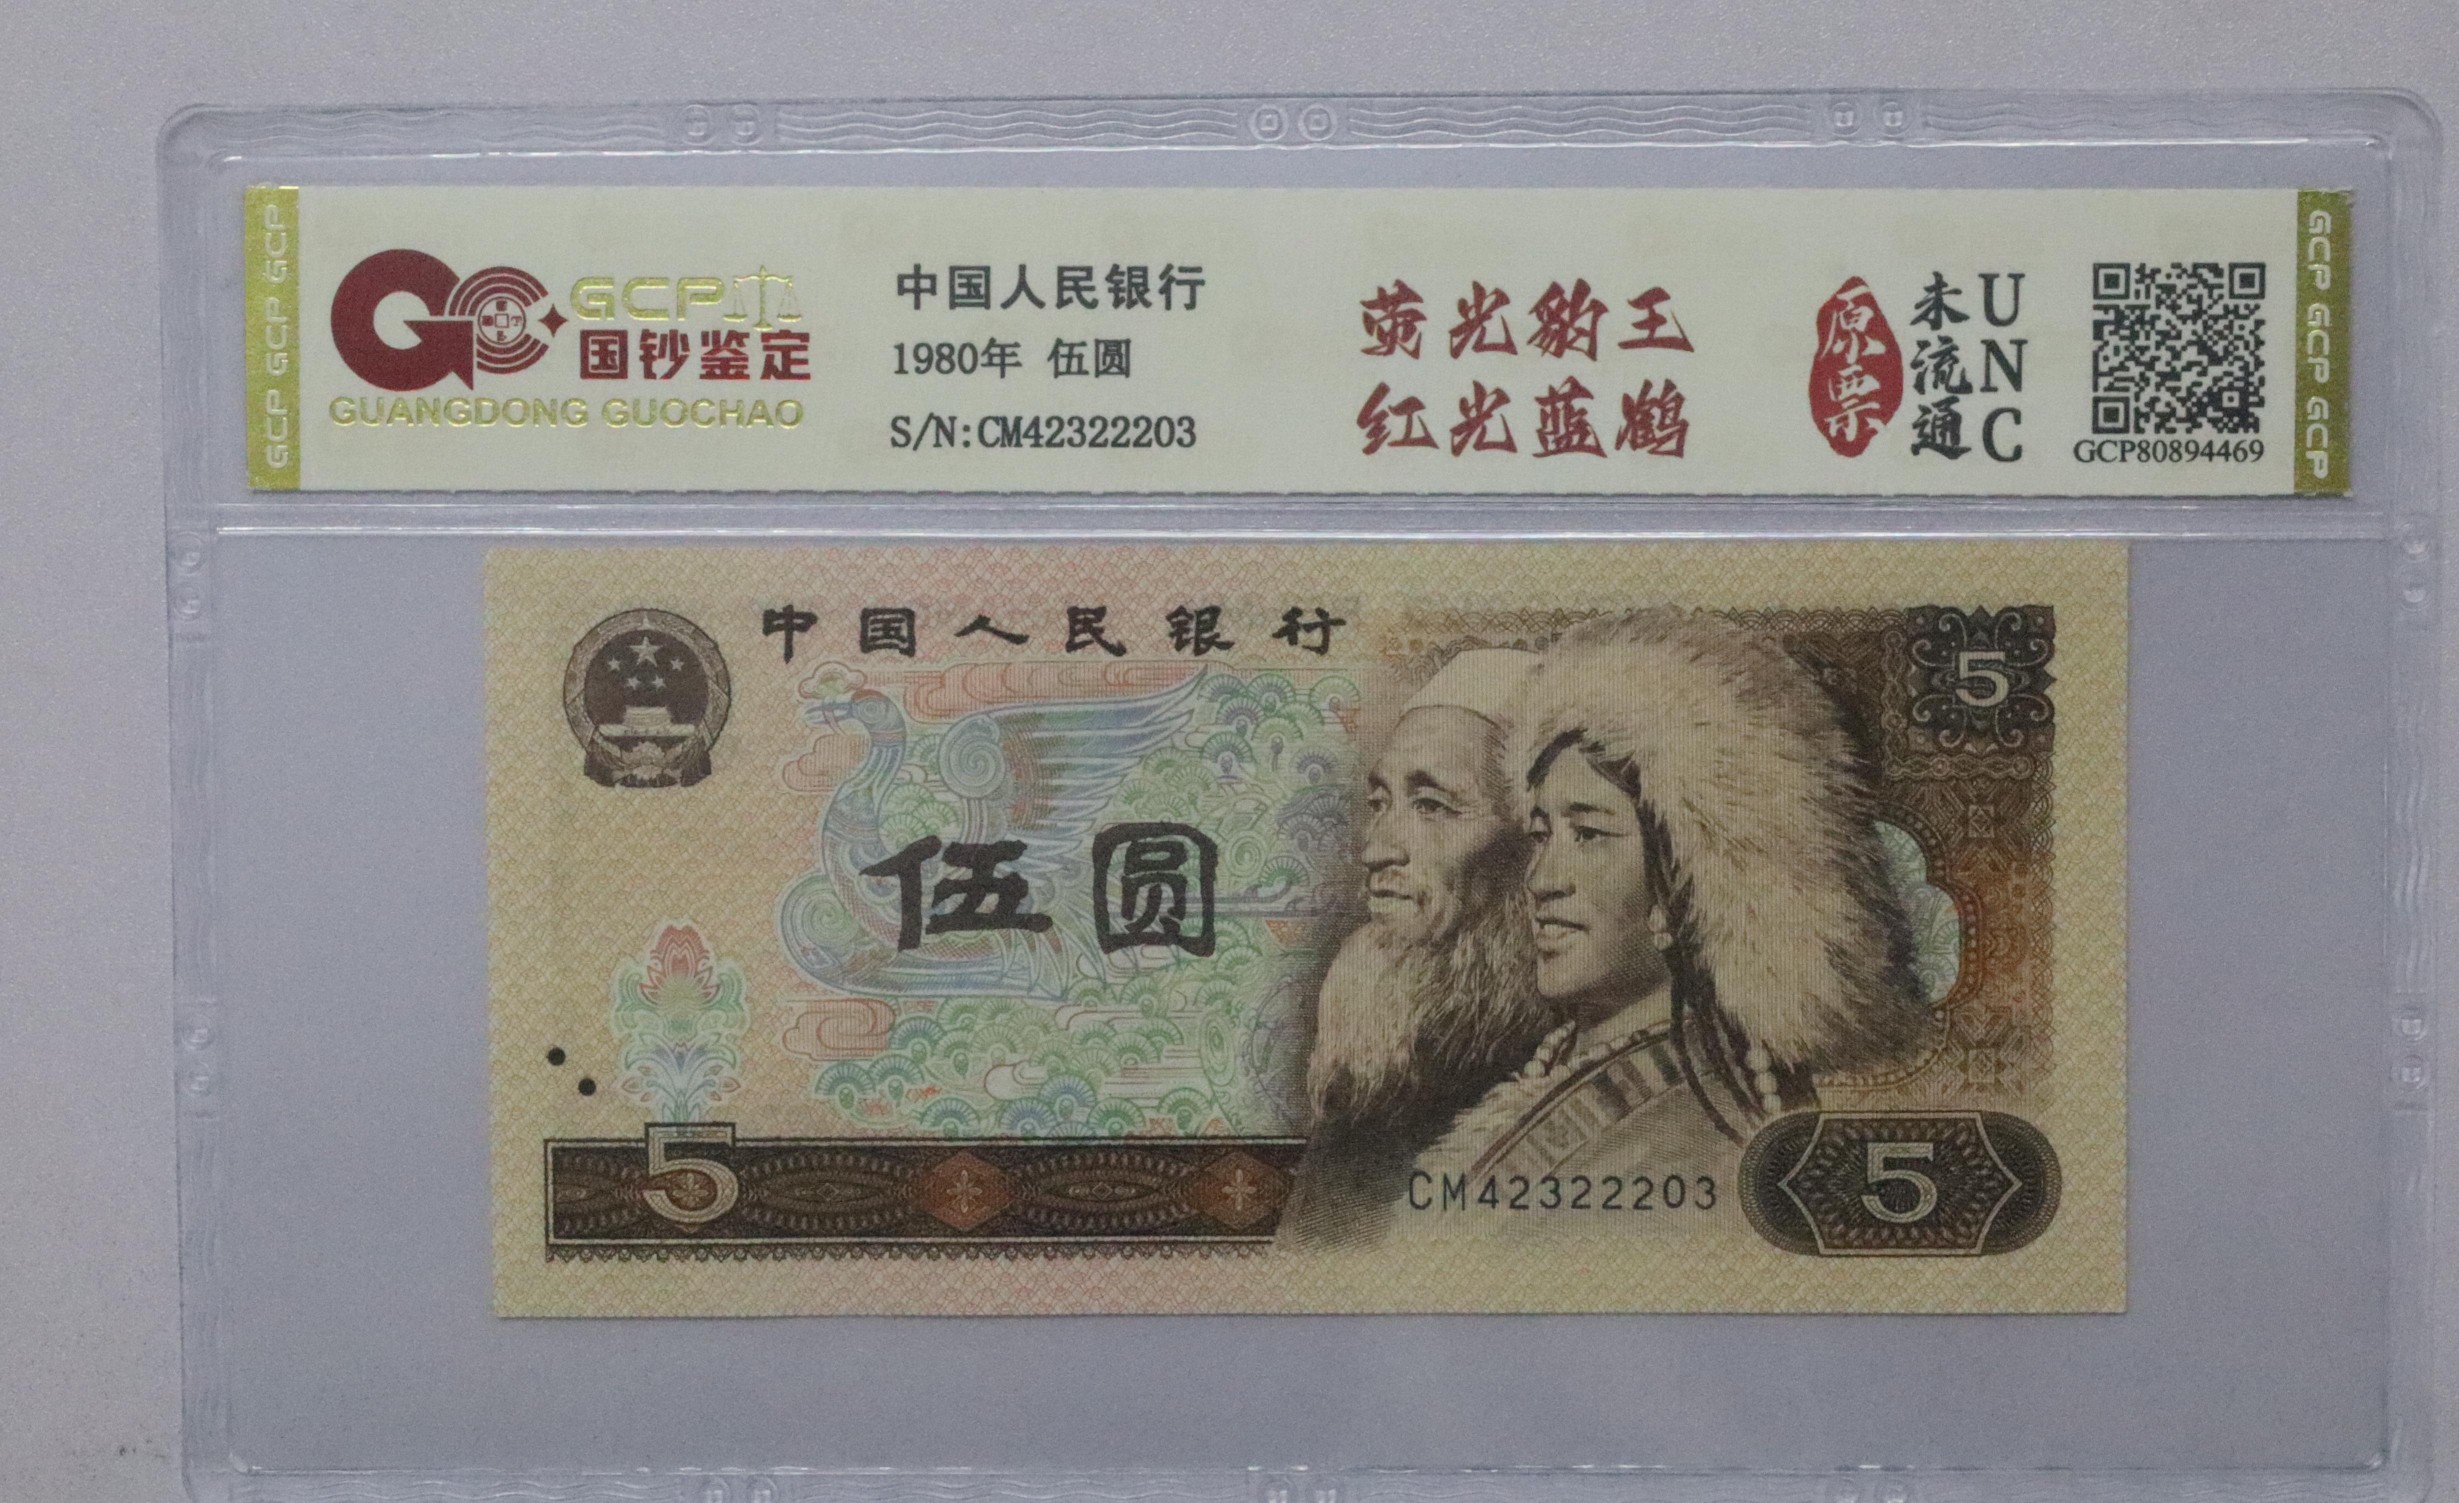 GCP GCP GCP
GCP
国钞鉴定
GUANGDONG GUOCHAO
中国人民银行
1980年 伍圆
S/N:CM42322203
荧光豹王
红光蓝鹤
原票
未流通
UNC
GCP80894469
GCP GCP GCP
中国人民银行
5
伍圆
5
CM42322203
5